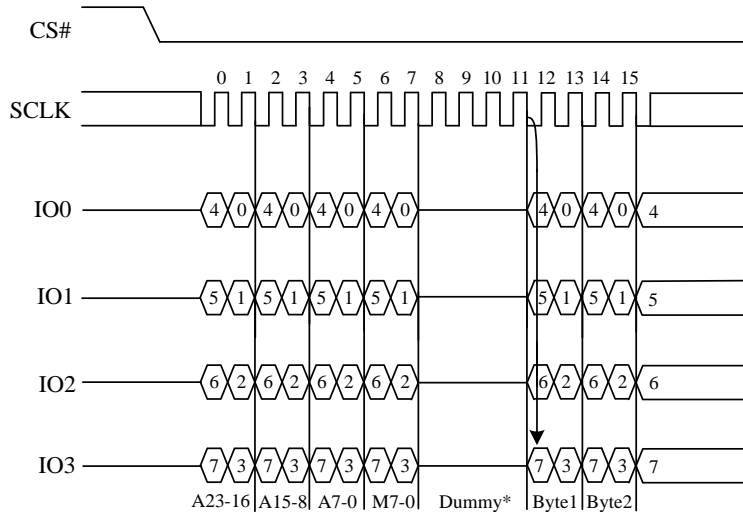 CS#
0 1 2 3 4 5 6 7 8 9 10 11 12 13 14 15
SCLK
IO0 4 0 4 0 4 0 4 0 4 0 4 0 4
IO1 5 1 5 1 5 1 5 1 5 1 5 1 5
IO2 6 2 6 2 6 2 6 2 6 2 6 2 6
IO3 7 3 7 3 7 3 7 3 7 3 7 3 7
A23-16 A15-8 A7-0 M7-0 Dummy* Byte1 Byte2